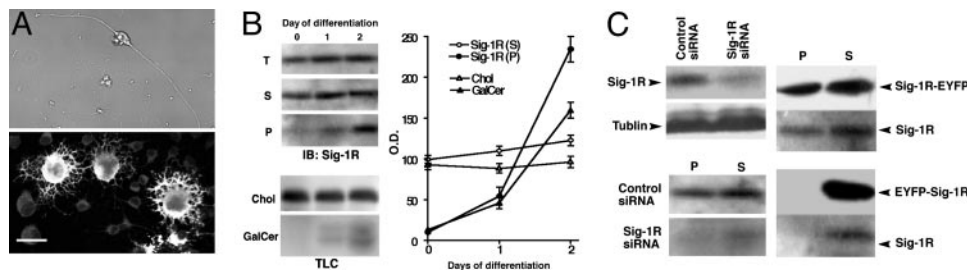 A
B
Day of differentiation
0 1 2
T
S
P
IB: Sig-1R
Chol
GalCer
TLC
250
200
150
100
50
0
O.D.
Sig-1R (S)
Sig-1R (P)
Chol
GalCer
0 1 2
Days of differentiation
C
Control siRNA
Sig-1R siRNA
Sig-1R
Tublin
P S
Control
siRNA
Sig-1R
siRNA
P S
Sig-1R-EYFP
Sig-1R
EYFP-Sig-1R
Sig-1R